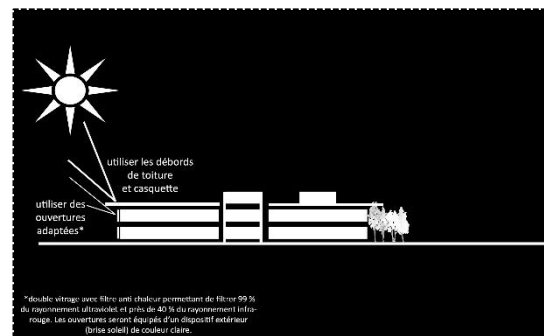 utiliser les débords
de toiture
et casquette
utiliser des
ouvertures
adaptées*
*double vitrage avec filtre anti chaleur permettant de filtrer 99 %
du rayonnement ultraviolet et près de 40 % du rayonnement infra-
rouge. Les ouvertures seront équipés d'un dispositif extérieur
(brise soleil) de couleur claire.